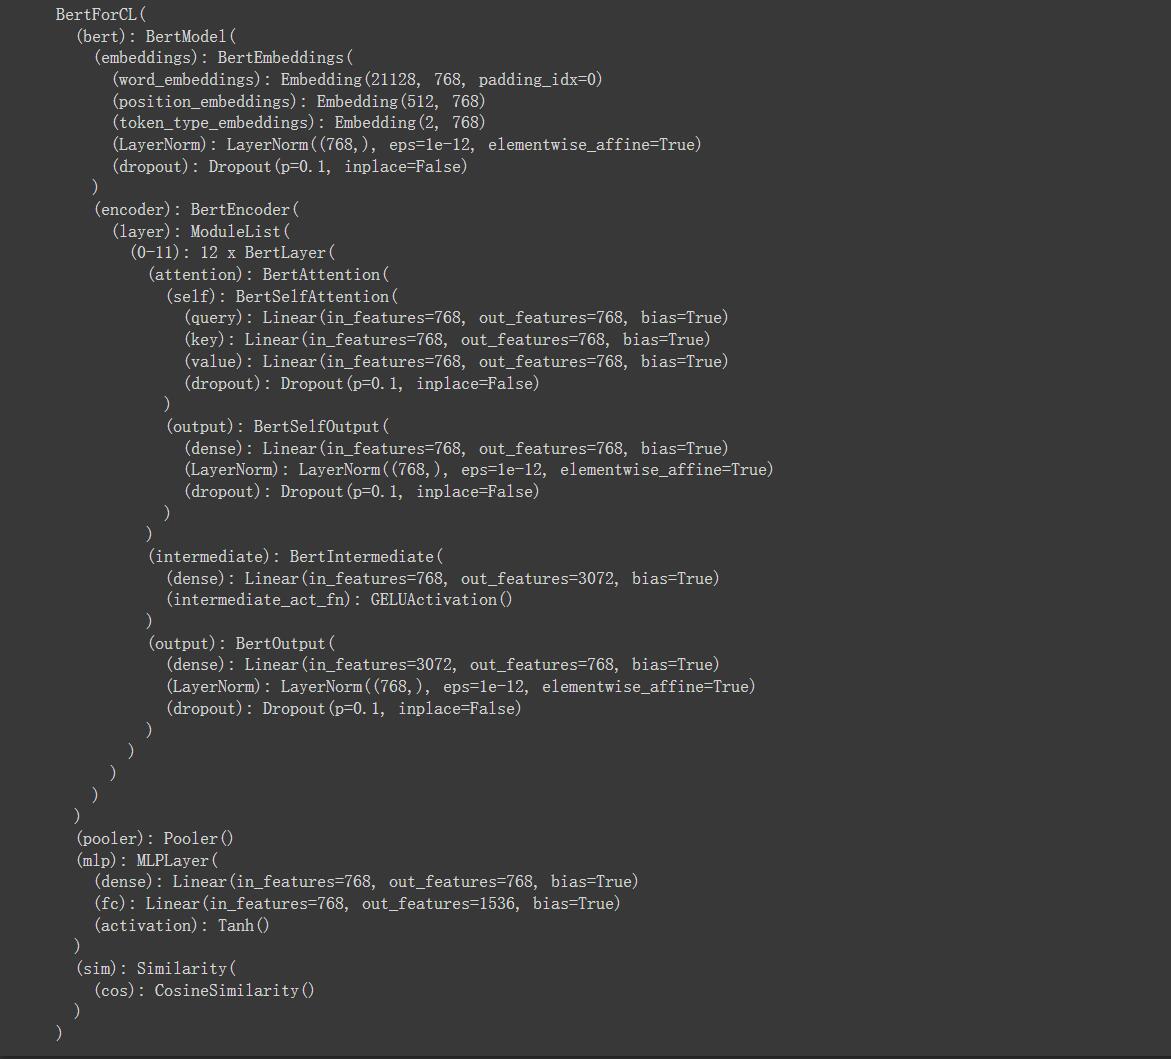 BertForCL(
(bert): BertModel(
(embeddings): BertEmbeddings(
(word_embeddings): Embedding(21128, 768, padding_idx=0)
(position_embeddings): Embedding(512, 768)
(token_type_embeddings): Embedding(2, 768)
(LayerNorm): LayerNorm((768,), eps=1e-12, elementwise_affine=True)
(dropout): Dropout(p=0.1, inplace=False)
)
(encoder): BertEncoder(
(layer): ModuleList(
(0-11): 12 x BertLayer(
(attention): BertAttention(
(self): BertSelfAttention(
(query): Linear(in_features=768, out_features=768, bias=True)
(key): Linear(in_features=768, out_features=768, bias=True)
(value): Linear(in_features=768, out_features=768, bias=True)
(dropout): Dropout(p=0.1, inplace=False)
)
(output): BertSelfOutput(
(dense): Linear(in_features=768, out_features=768, bias=True)
(LayerNorm): LayerNorm((768,), eps=1e-12, elementwise_affine=True)
(dropout): Dropout(p=0.1, inplace=False)
)
)
(intermediate): BertIntermediate(
(dense): Linear(in_features=768, out_features=3072, bias=True)
(intermediate_act_fn): GELUActivation()
)
(output): BertOutput(
(dense): Linear(in_features=3072, out_features=768, bias=True)
(LayerNorm): LayerNorm((768,), eps=1e-12, elementwise_affine=True)
(dropout): Dropout(p=0.1, inplace=False)
)
)
)
)
)
(pooler): Pooler()
(mlp): MLPLayer(
(dense): Linear(in_features=768, out_features=768, bias=True)
(fc): Linear(in_features=768, out_features=1536, bias=True)
(activation): Tanh()
)
(sim): Similarity(
(cos): CosineSimilarity()
)
)